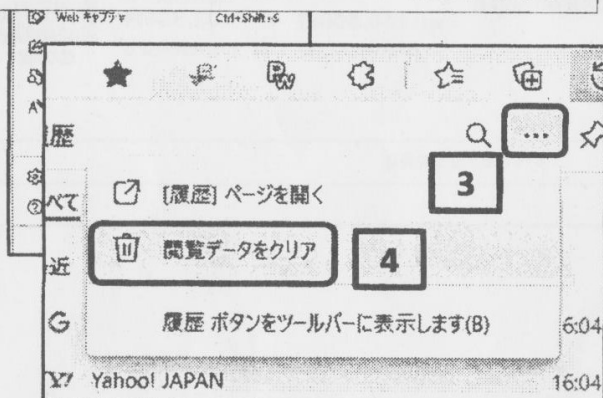 Web キャプチャ Ctrl+Shift+S
歴
3
[履歴] ページを開く
べて
閲覧データをクリア
4
近
履歴 ボタンをツールバーに表示します(B)
6:04
Yahoo! JAPAN 16:04